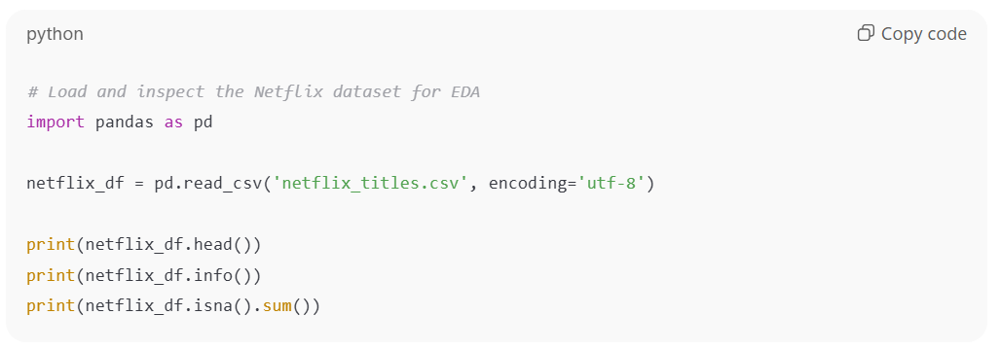 python
Copy code
# Load and inspect the Netflix dataset for EDA
import pandas as pd
netflix_df = pd.read_csv('netflix_titles.csv', encoding='utf-8')
print(netflix_df.head())
print(netflix_df.info())
print(netflix_df.isna().sum())